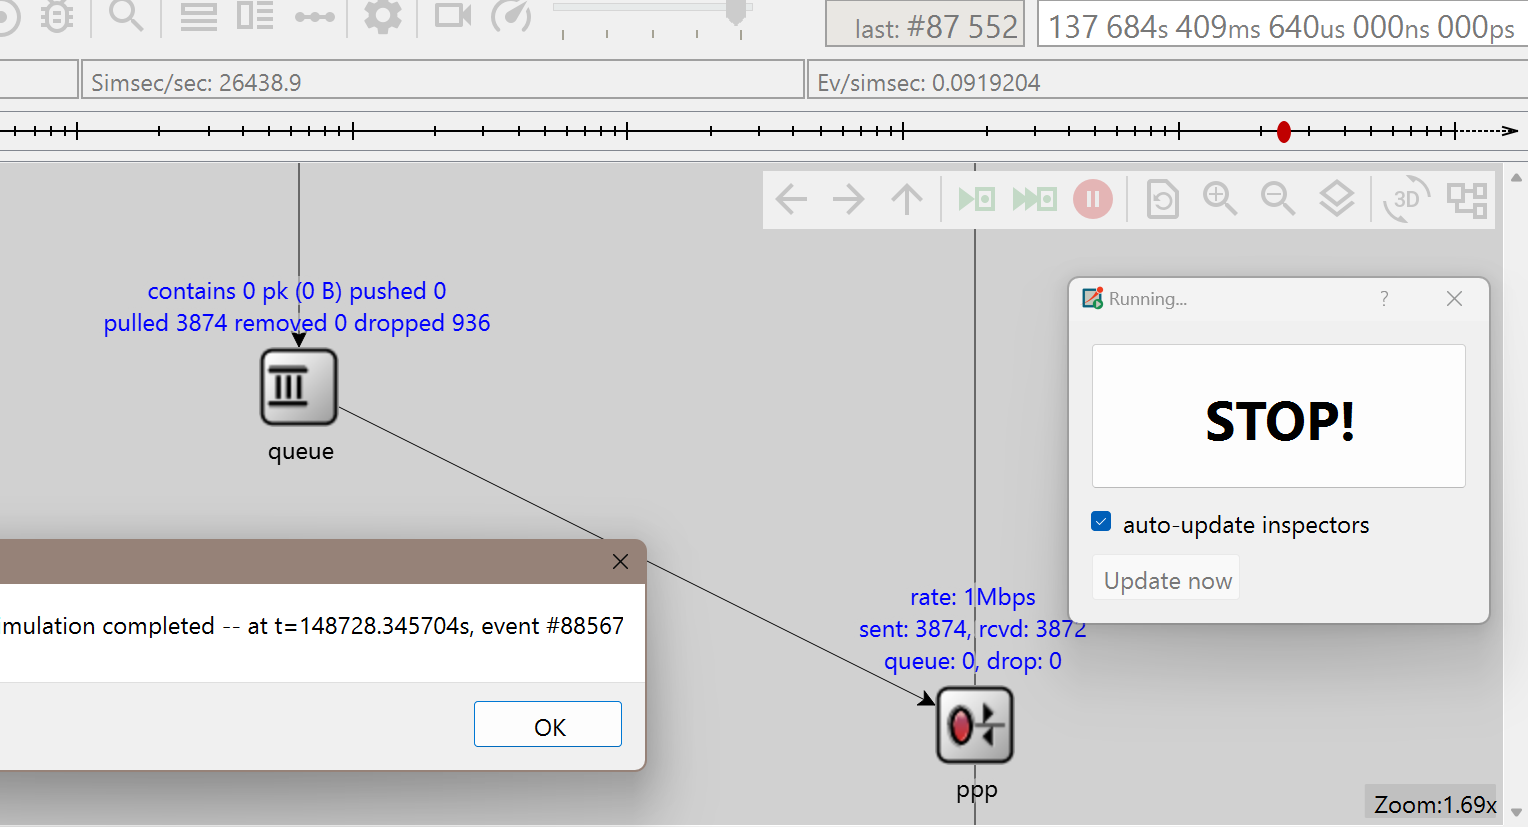 last: #87 552
137 684s 409ms 640us 000ns 000ps
Simsec/sec: 26438.9
Ev/simsec: 0.0919204
3D
contains 0 pk (0 B) pushed 0
pulled 3874 removed 0 dropped 936
queue
Running...
?
STOP!
auto-update inspectors
Update now
imulation completed -- at t=148728.345704s, event #88567
OK
rate: 1Mbps
sent: 3874, rcvd: 3872
queue: 0, drop: 0
ppp
Zoom:1.69x